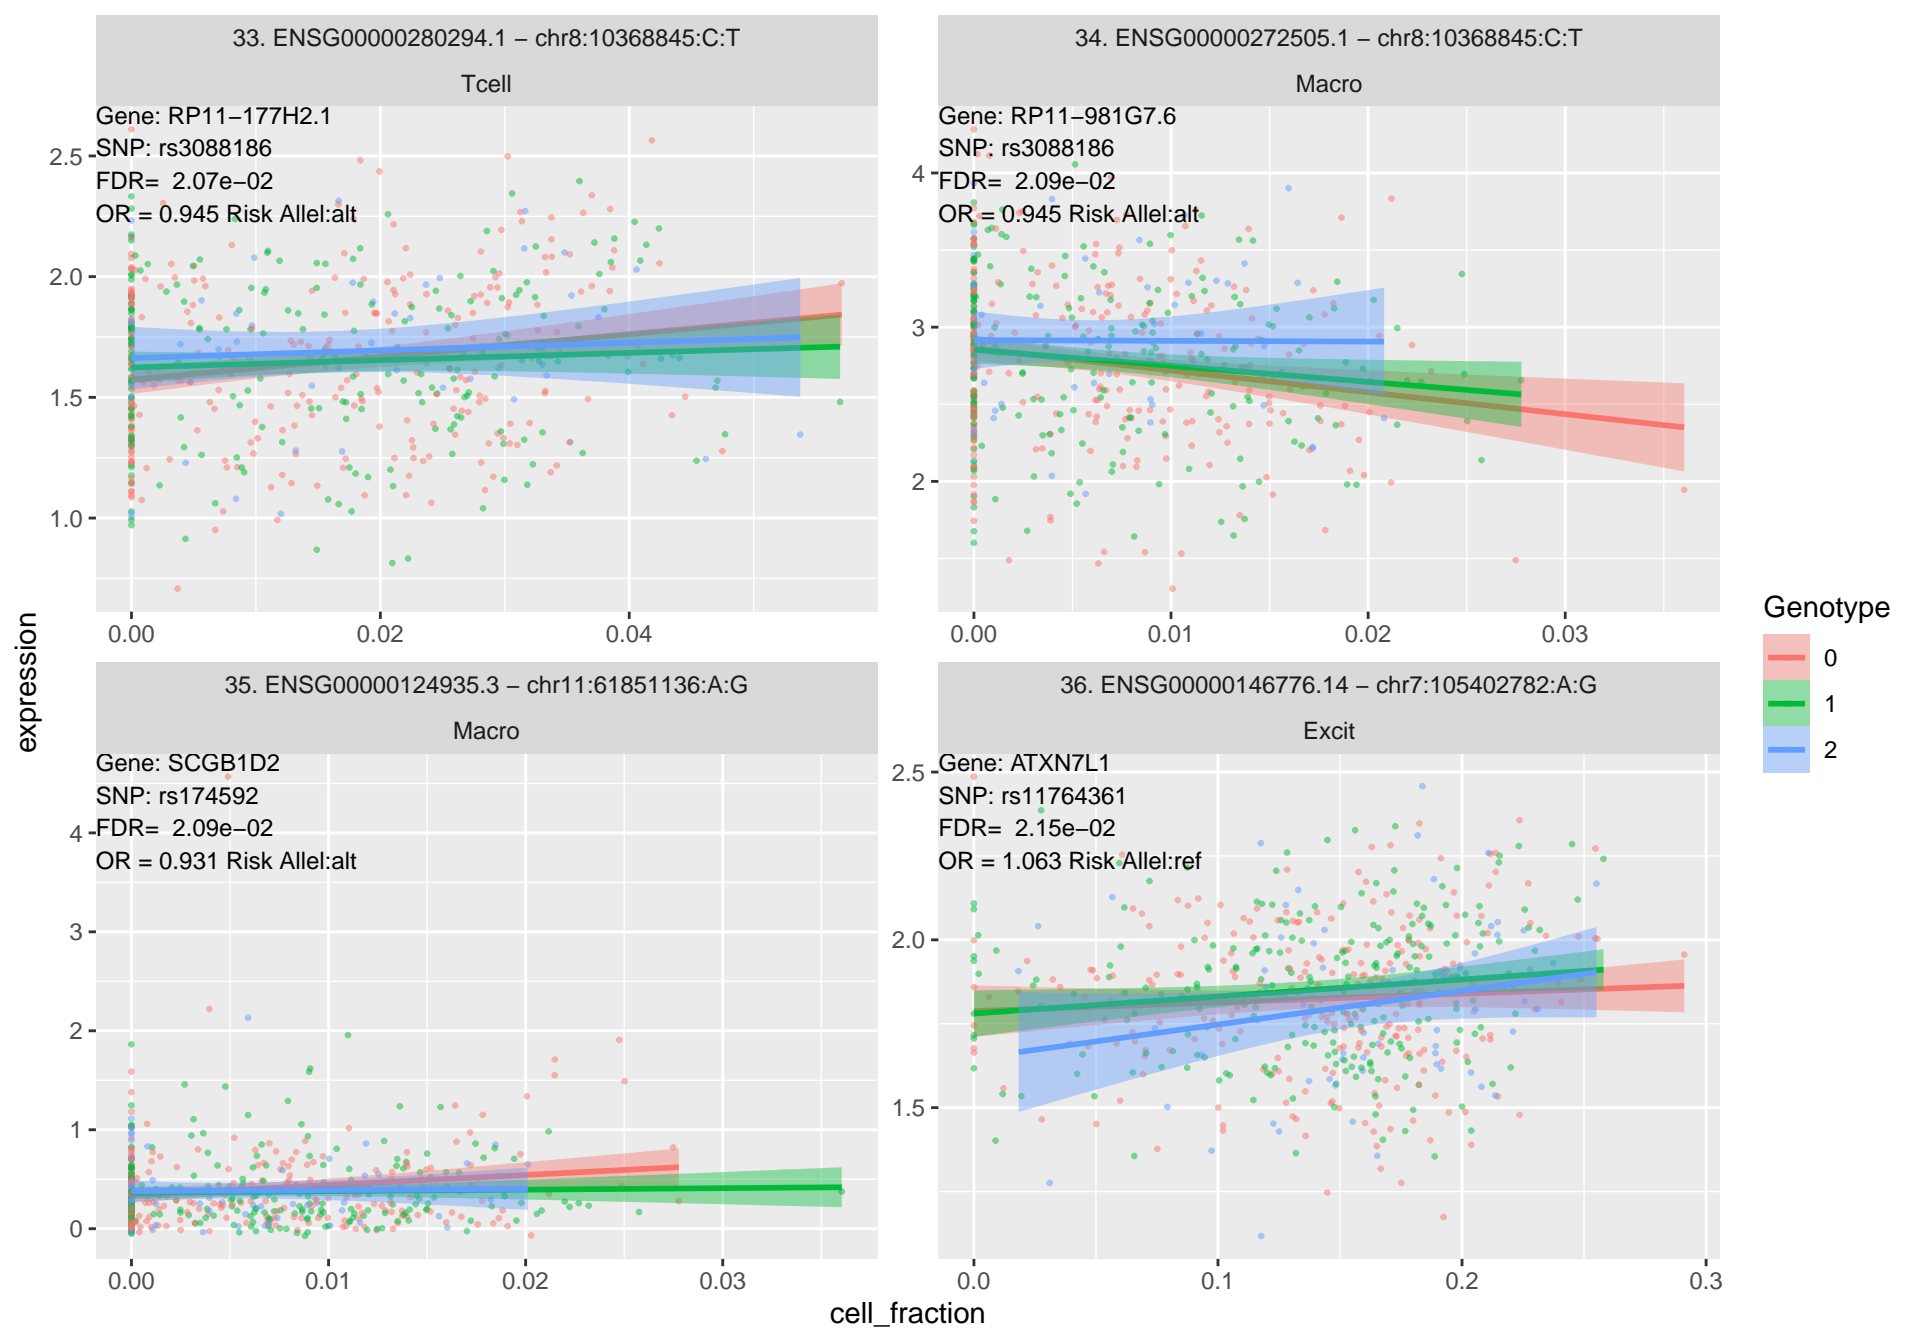 33. ENSG00000280294.1 – chr8:10368845:C:T
Tcell
Gene: RP11−177H2.1
SNP: rs3088186
FDR= 2.07e−02
OR = 0.945 Risk Allel:alt
2.5
2.0
1.5
1.0
0.00 0.02 0.04
34. ENSG00000272505.1 – chr8:10368845:C:T
Macro
Gene: RP11−981G7.6
SNP: rs3088186
FDR= 2.09e−02
OR = 0.945 Risk Allel:alt
4
3
2
0.00 0.01 0.02 0.03
35. ENSG00000124935.3 – chr11:61851136:A:G
Macro
Gene: SCGB1D2
SNP: rs174592
FDR= 2.09e−02
OR = 0.931 Risk Allel:alt
4
3
2
1
0
0.00 0.01 0.02 0.03
36. ENSG00000146776.14 – chr7:105402782:A:G
Excit
Gene: ATXN7L1
SNP: rs11764361
FDR= 2.15e−02
OR = 1.063 Risk Allel:ref
2.5
2.0
1.5
0.0 0.1 0.2 0.3
expression
cell_fraction
Genotype
0
1
2